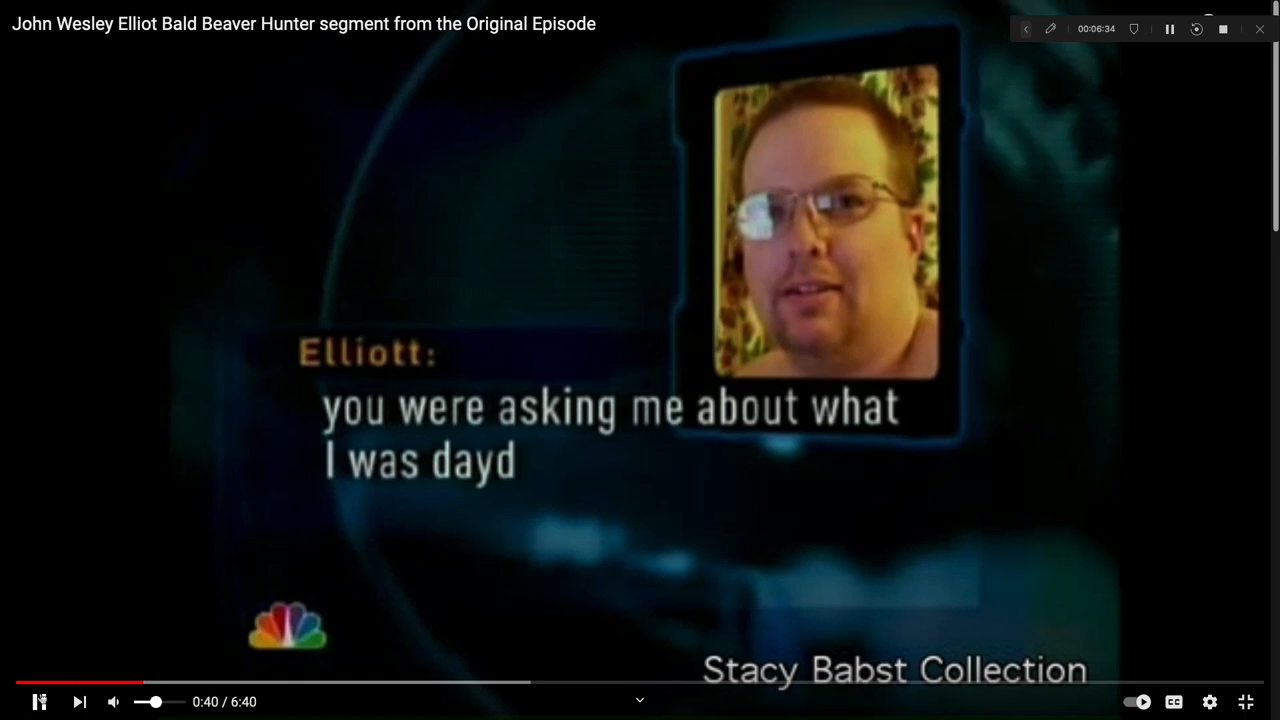 John Wesley Elliot Bald Beaver Hunter segment from the Original Episode
00:06:34
Elliott:
you were asking me about what
I was dayd
Stacy Babst Collection
0:40 / 6:40
CC